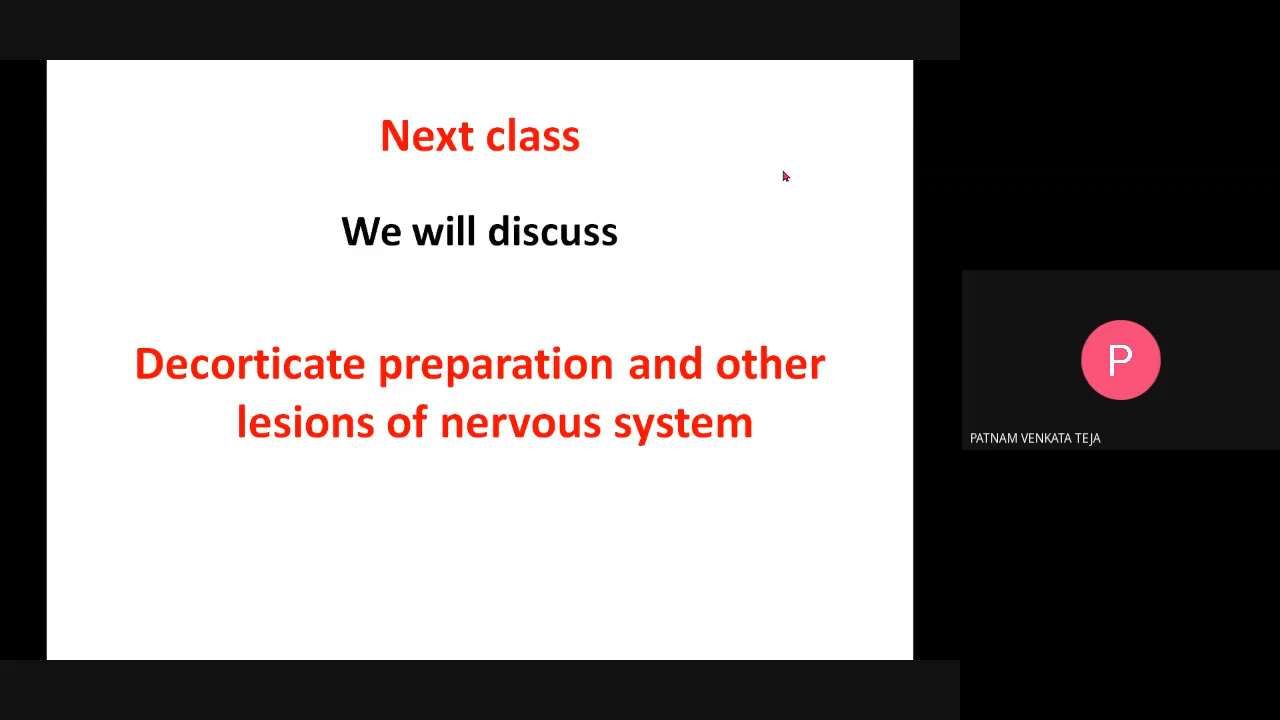 Next class
We will discuss
Decorticate preparation and other
lesions of nervous system
P
PATNAM VENKATA TEJA